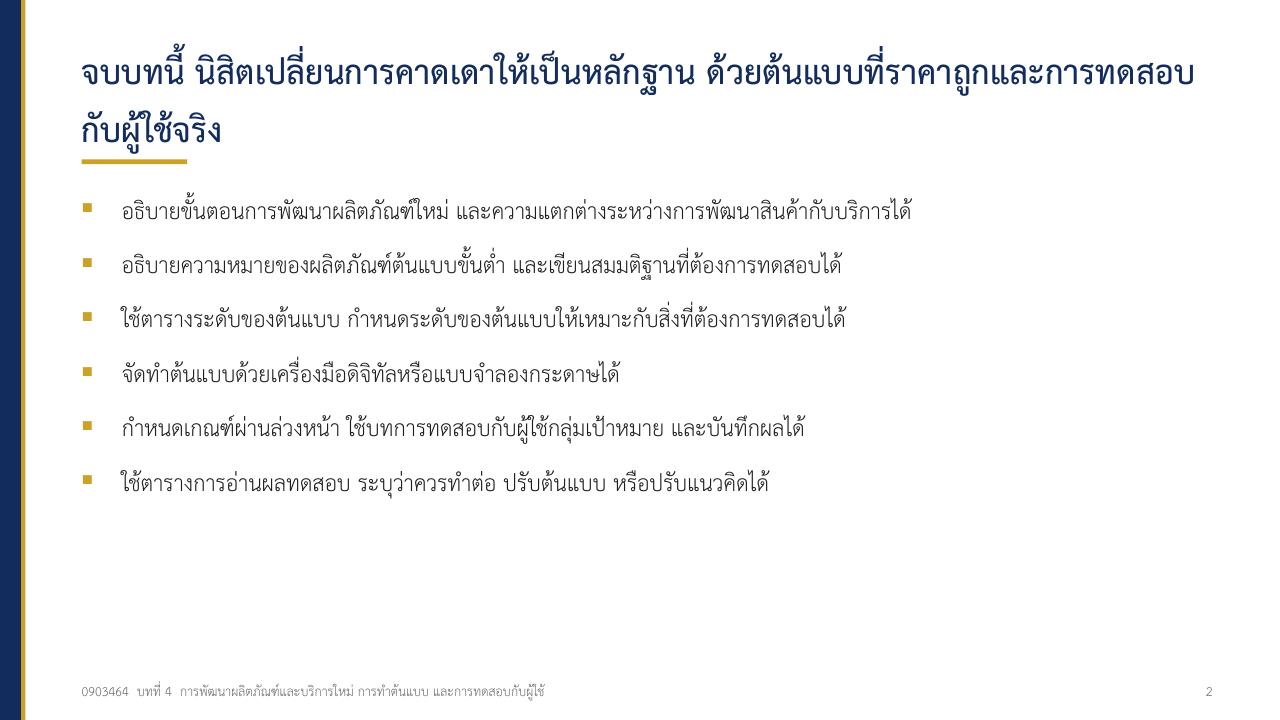 จบบทนี้ นิสิตเปลี่ยนการคาดเดาให้เป็นหลักฐาน ด้วยต้นแบบที่ราคาถูกและการทดสอบ
กับผู้ใช้จริง
อธิบายขั้นตอนการพัฒนาผลิตภัณฑ์ใหม่ และความแตกต่างระหว่างการพัฒนาสินค้ากับบริการได้
อธิบายความหมายของผลิตภัณฑ์ต้นแบบขั้นต่ำ และเขียนสมมติฐานที่ต้องการทดสอบได้
ใช้ตารางระดับของต้นแบบ กำหนดระดับของต้นแบบให้เหมาะกับสิ่งที่ต้องการทดสอบได้
จัดทำต้นแบบด้วยเครื่องมือดิจิทัลหรือแบบจำลองกระดาษได้
กำหนดเกณฑ์ผ่านล่วงหน้า ใช้บทการทดสอบกับผู้ใช้กลุ่มเป้าหมาย และบันทึกผลได้
ใช้ตารางการอ่านผลทดสอบ ระบุว่าควรทำต่อ ปรับต้นแบบ หรือปรับแนวคิดได้
0903464 บทที่ 4 การพัฒนาผลิตภัณฑ์และบริการใหม่ การทำต้นแบบ และการทดสอบกับผู้ใช้
2